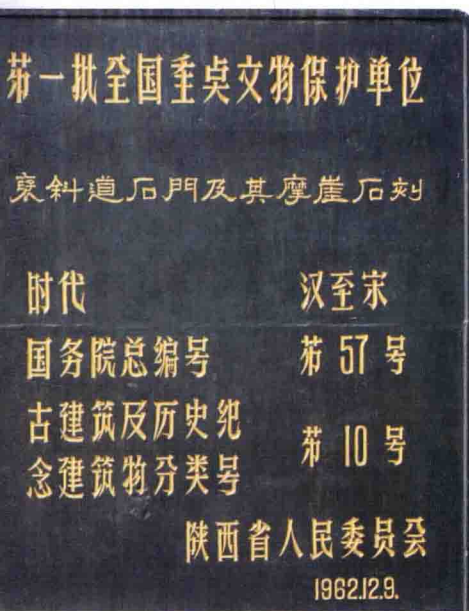 第一批全国重点文物保护单位
褒斜道石門及其摩崖石刻
时代 汉至宋
国务院总编号 第57号
古建筑及历史纪
念建筑物分类号 第10号
陕西省人民委员会
1962.12.9.